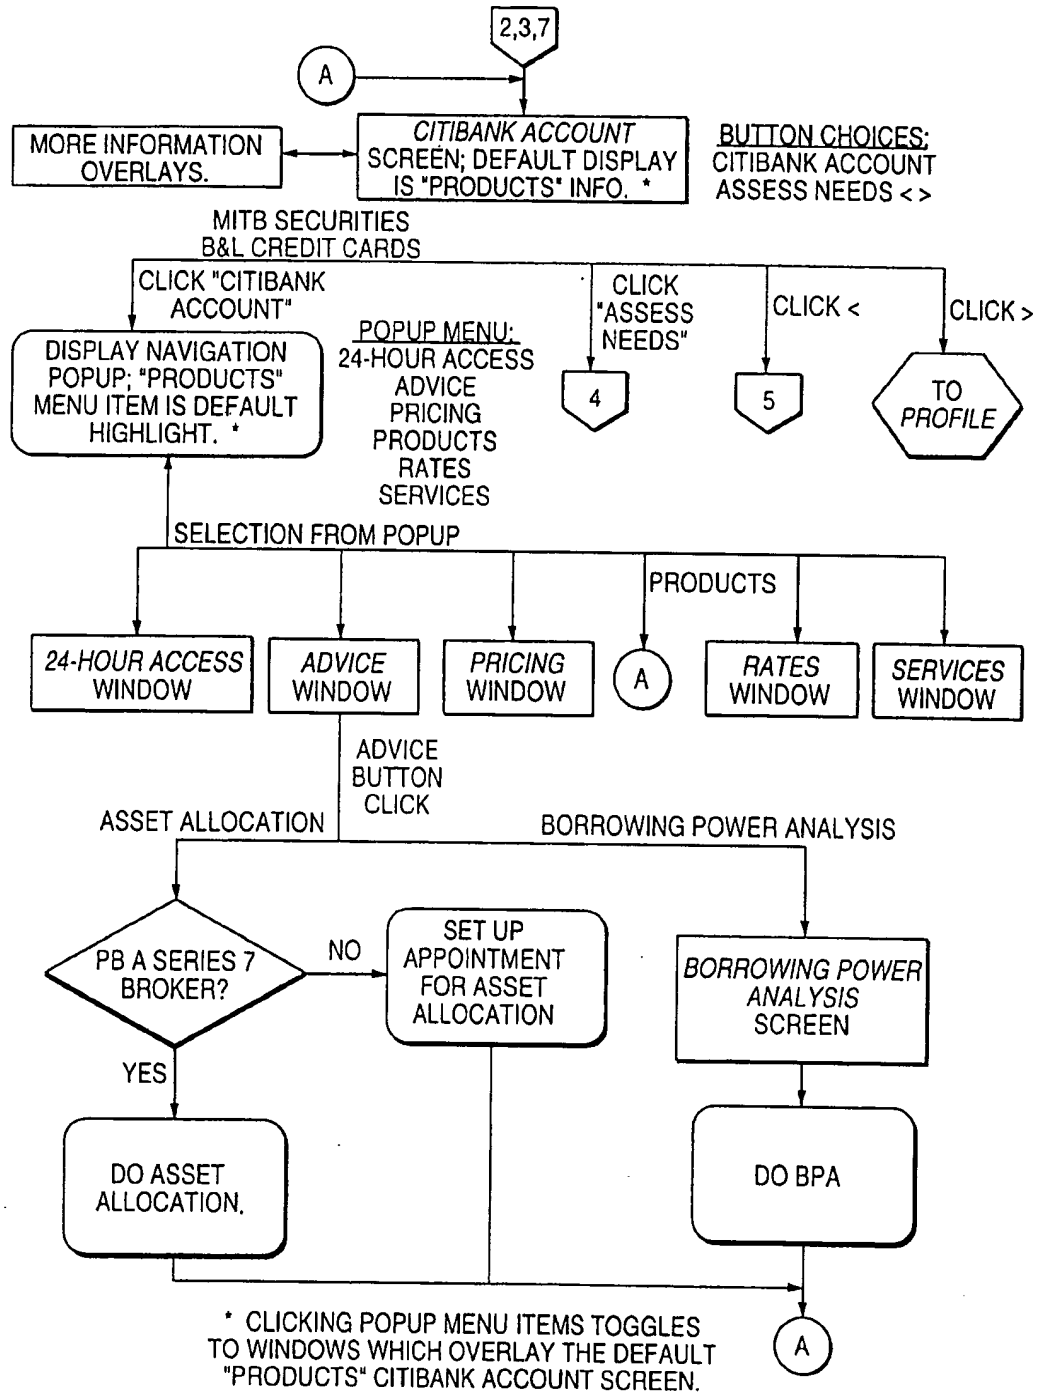 2,3,7
A
MORE INFORMATION
OVERLAYS.
CITIBANK ACCOUNT
SCREEN; DEFAULT DISPLAY
IS "PRODUCTS" INFO. *
BUTTON CHOICES:
CITIBANK ACCOUNT
ASSESS NEEDS < >
MITB SECURITIES
B&L CREDIT CARDS
CLICK "CITIBANK
ACCOUNT"
CLICK
"ASSESS
NEEDS"
CLICK <
CLICK >
DISPLAY NAVIGATION
POPUP; "PRODUCTS"
MENU ITEM IS DEFAULT
HIGHLIGHT. *
POPUP MENU:
24-HOUR ACCESS
ADVICE
PRICING
PRODUCTS
RATES
SERVICES
4
5
TO
PROFILE
SELECTION FROM POPUP
PRODUCTS
24-HOUR ACCESS
WINDOW
ADVICE
WINDOW
PRICING
WINDOW
A
RATES
WINDOW
SERVICES
WINDOW
ADVICE
BUTTON
CLICK
ASSET ALLOCATION
BORROWING POWER ANALYSIS
PB A SERIES 7
BROKER?
NO
SET UP
APPOINTMENT
FOR ASSET
ALLOCATION
BORROWING POWER
ANALYSIS
SCREEN
YES
DO ASSET
ALLOCATION.
DO BPA
* CLICKING POPUP MENU ITEMS TOGGLES
TO WINDOWS WHICH OVERLAY THE DEFAULT
"PRODUCTS" CITIBANK ACCOUNT SCREEN.
A